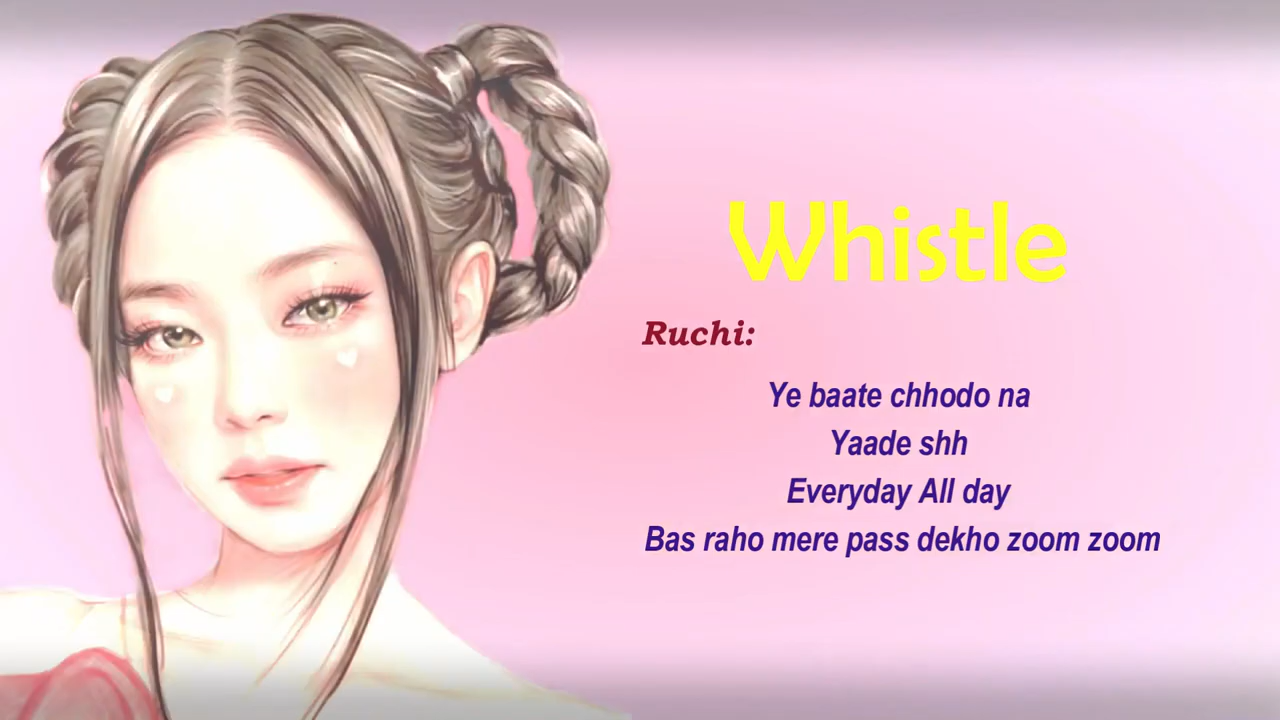 Whistle
Ruchi:
Ye baate chhodo na
Yaade shh
Everyday All day
Bas raho mere pass dekho zoom zoom